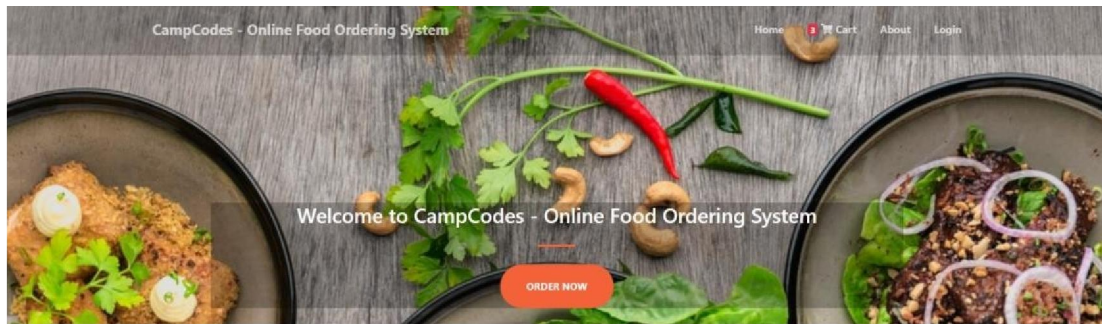 CampCodes - Online Food Ordering System
Home 3 Cart About Login
Welcome to CampCodes - Online Food Ordering System
ORDER NOW